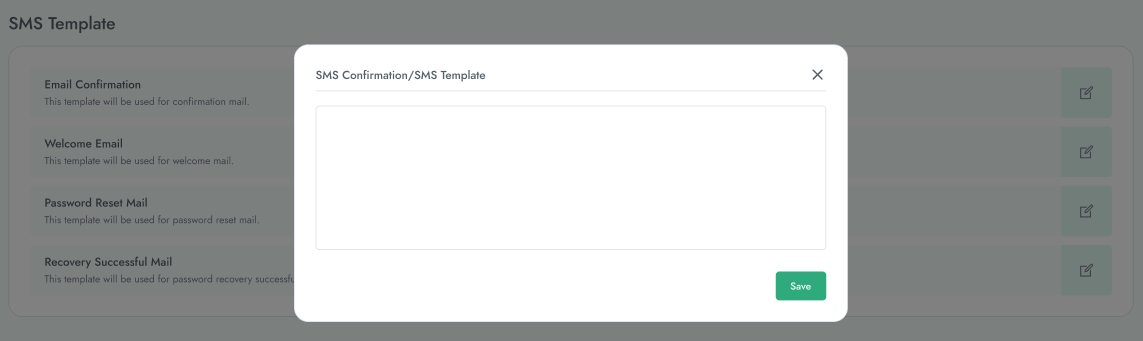 SMS Template
SMS Confirmation/SMS Template
Email Confirmation
This template will be used for confirmation mail.
Welcome Email
This template will be used for welcome mail.
Password Reset Mail
This template will be used for password reset mail.
Recovery Successful Mail
This template will be used for password recovery
Save